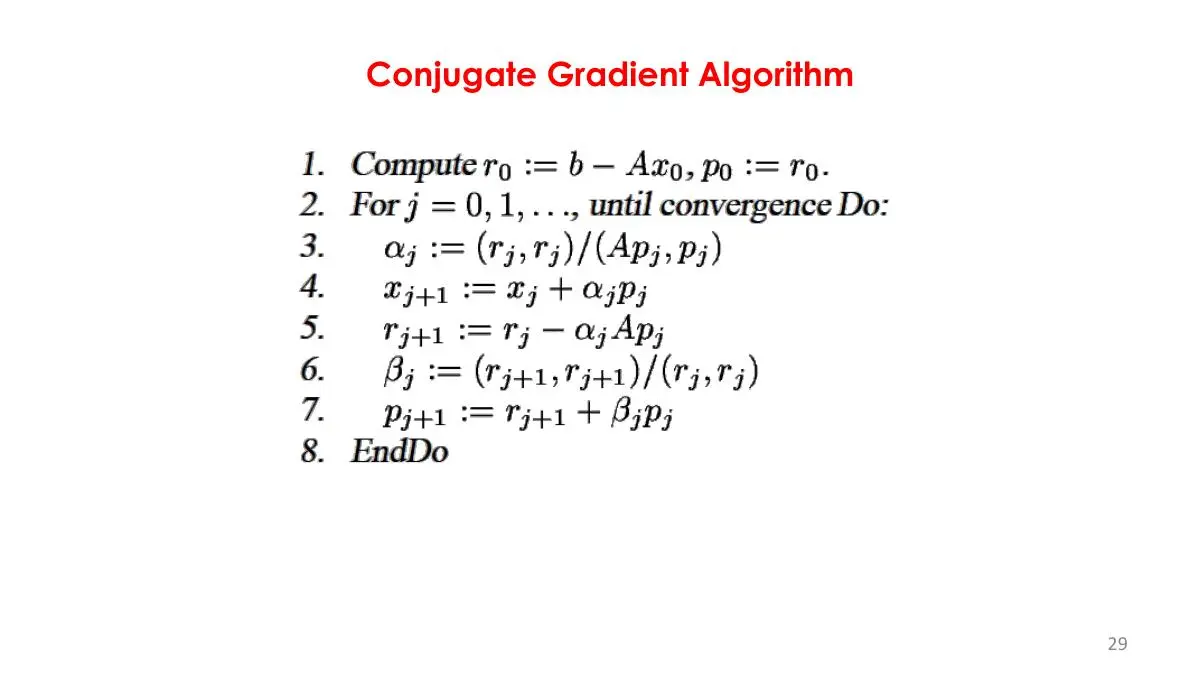 Conjugate Gradient Algorithm
1. Compute r₀ := b − Ax₀, p₀ := r₀.
2. For j = 0, 1, . . ., until convergence Do:
3. αⱼ := (rⱼ, rⱼ)/(Apⱼ, pⱼ)
4. xⱼ₊₁ := xⱼ + αⱼpⱼ
5. rⱼ₊₁ := rⱼ − αⱼApⱼ
6. βⱼ := (rⱼ₊₁, rⱼ₊₁)/(rⱼ, rⱼ)
7. pⱼ₊₁ := rⱼ₊₁ + βⱼpⱼ
8. EndDo
29